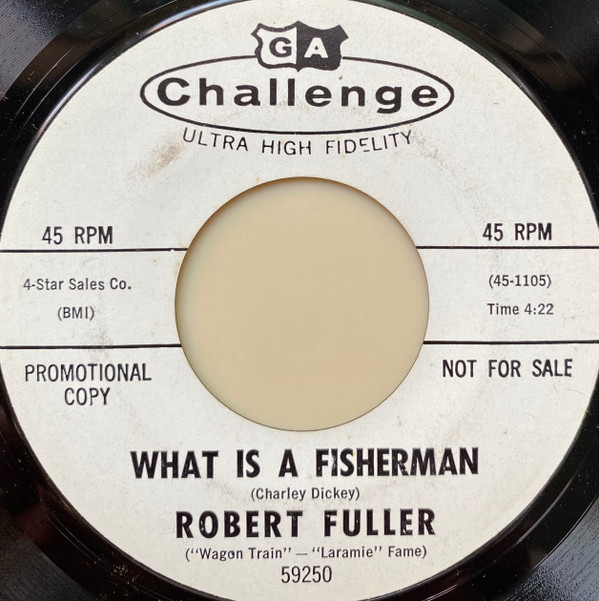 GA
Challenge
ULTRA HIGH FIDELITY
45 RPM
45 RPM
4-Star Sales Co.
(BMI)
(45-1105)
Time 4:22
PROMOTIONAL
COPY
NOT FOR SALE
WHAT IS A FISHERMAN
(Charley Dickey)
ROBERT FULLER
("Wagon Train" — "Laramie" Fame)
59250